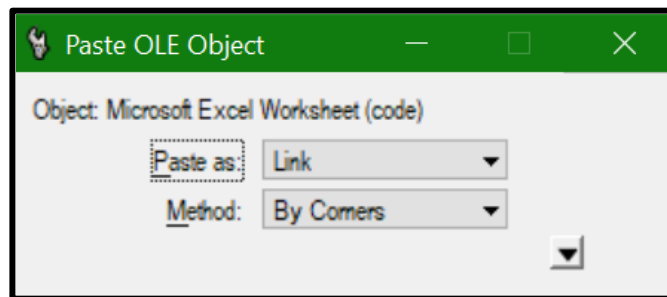 Paste OLE Object
Object: Microsoft Excel Worksheet (code)
Paste as: Link
Method: By Corners